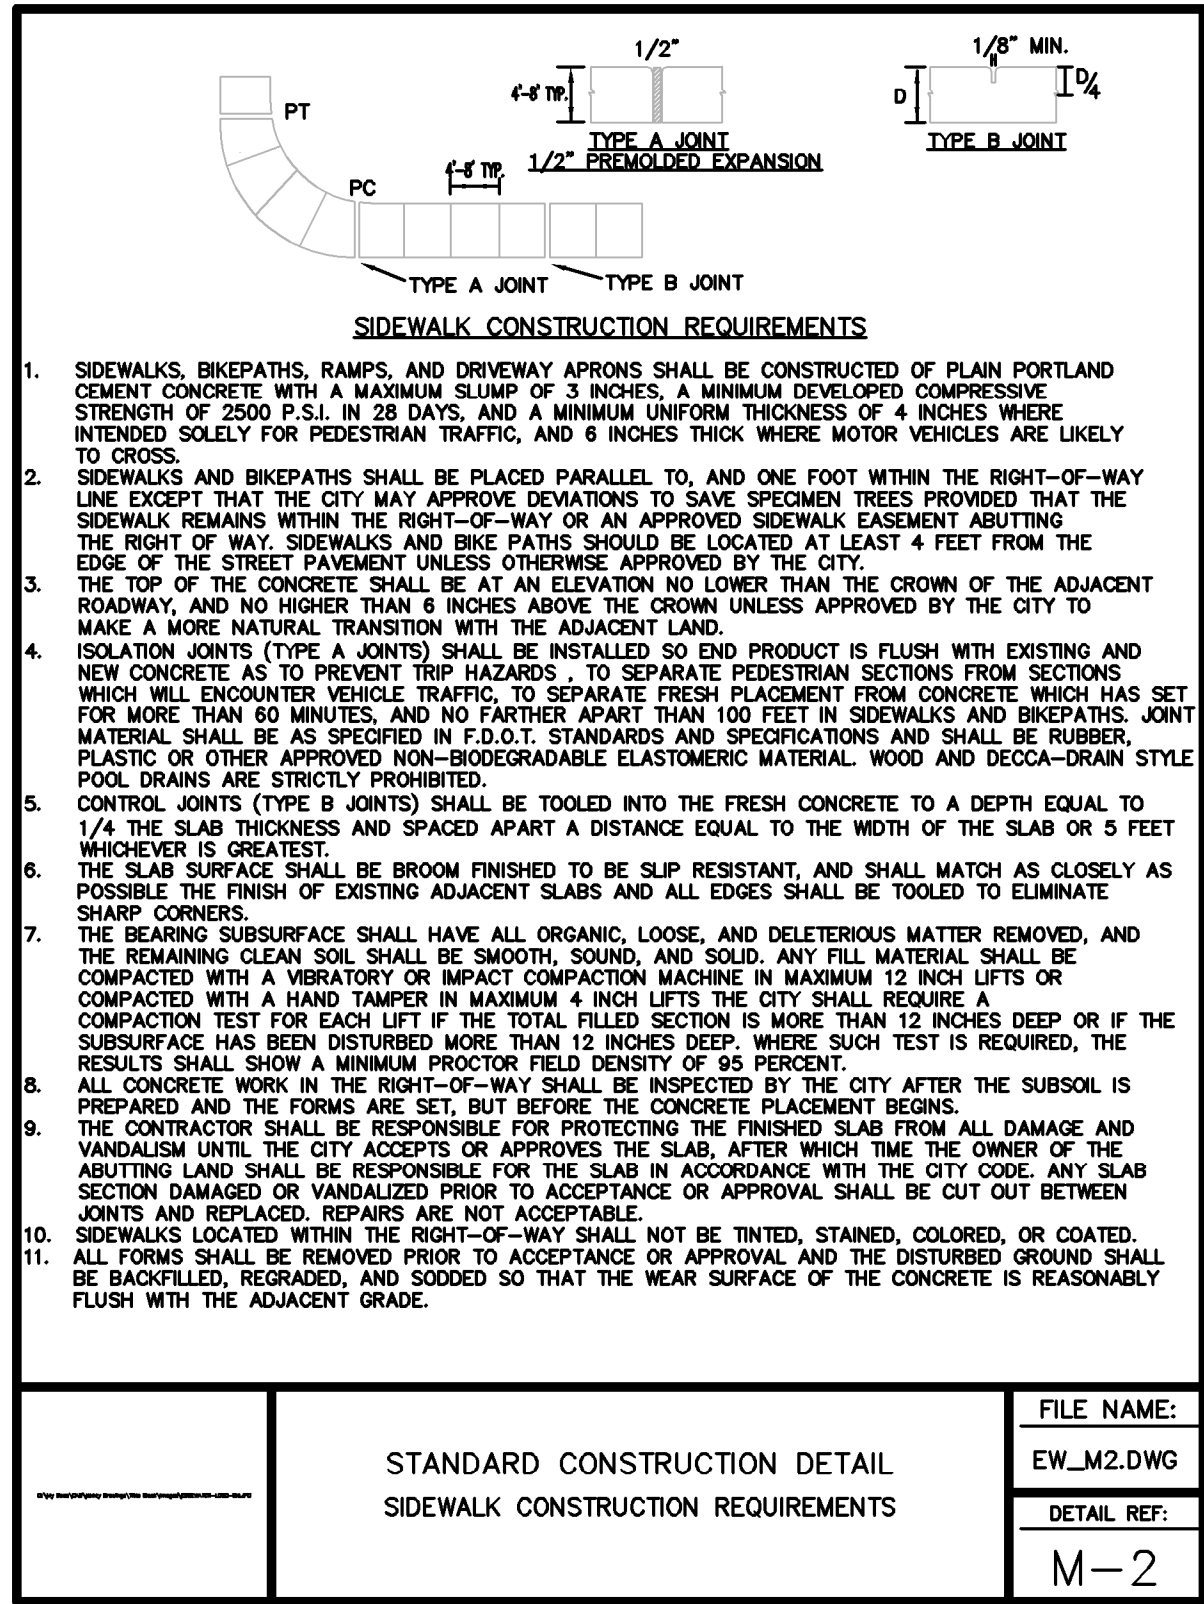 1/2"
1/8" MIN.
4'-8' TYP.
D
D/4
PT
TYPE A JOINT
1/2" PREMOLDED EXPANSION
TYPE B JOINT
4'-8' TYP.
PC
TYPE A JOINT
TYPE B JOINT
SIDEWALK CONSTRUCTION REQUIREMENTS
1. SIDEWALKS, BIKEPATHS, RAMPS, AND DRIVEWAY APRONS SHALL BE CONSTRUCTED OF PLAIN PORTLAND
CEMENT CONCRETE WITH A MAXIMUM SLUMP OF 3 INCHES, A MINIMUM DEVELOPED COMPRESSIVE
STRENGTH OF 2500 P.S.I. IN 28 DAYS, AND A MINIMUM UNIFORM THICKNESS OF 4 INCHES WHERE
INTENDED SOLELY FOR PEDESTRIAN TRAFFIC, AND 6 INCHES THICK WHERE MOTOR VEHICLES ARE LIKELY
TO CROSS.
2. SIDEWALKS AND BIKEPATHS SHALL BE PLACED PARALLEL TO, AND ONE FOOT WITHIN THE RIGHT-OF-WAY
LINE EXCEPT THAT THE CITY MAY APPROVE DEVIATIONS TO SAVE SPECIMEN TREES PROVIDED THAT THE
SIDEWALK REMAINS WITHIN THE RIGHT-OF-WAY OR AN APPROVED SIDEWALK EASEMENT ABUTTING
THE RIGHT OF WAY. SIDEWALKS AND BIKE PATHS SHOULD BE LOCATED AT LEAST 4 FEET FROM THE
EDGE OF THE STREET PAVEMENT UNLESS OTHERWISE APPROVED BY THE CITY.
3. THE TOP OF THE CONCRETE SHALL BE AT AN ELEVATION NO LOWER THAN THE CROWN OF THE ADJACENT
ROADWAY, AND NO HIGHER THAN 6 INCHES ABOVE THE CROWN UNLESS APPROVED BY THE CITY TO
MAKE A MORE NATURAL TRANSITION WITH THE ADJACENT LAND.
4. ISOLATION JOINTS (TYPE A JOINTS) SHALL BE INSTALLED SO END PRODUCT IS FLUSH WITH EXISTING AND
NEW CONCRETE AS TO PREVENT TRIP HAZARDS , TO SEPARATE PEDESTRIAN SECTIONS FROM SECTIONS
WHICH WILL ENCOUNTER VEHICLE TRAFFIC, TO SEPARATE FRESH PLACEMENT FROM CONCRETE WHICH HAS SET
FOR MORE THAN 60 MINUTES, AND NO FARTHER APART THAN 100 FEET IN SIDEWALKS AND BIKEPATHS. JOINT
MATERIAL SHALL BE AS SPECIFIED IN F.D.O.T. STANDARDS AND SPECIFICATIONS AND SHALL BE RUBBER,
PLASTIC OR OTHER APPROVED NON-BIODEGRADABLE ELASTOMERIC MATERIAL. WOOD AND DECCA-DRAIN STYLE
POOL DRAINS ARE STRICTLY PROHIBITED.
5. CONTROL JOINTS (TYPE B JOINTS) SHALL BE TOOLED INTO THE FRESH CONCRETE TO A DEPTH EQUAL TO
1/4 THE SLAB THICKNESS AND SPACED APART A DISTANCE EQUAL TO THE WIDTH OF THE SLAB OR 5 FEET
WHICHEVER IS GREATEST.
6. THE SLAB SURFACE SHALL BE BROOM FINISHED TO BE SLIP RESISTANT, AND SHALL MATCH AS CLOSELY AS
POSSIBLE THE FINISH OF EXISTING ADJACENT SLABS AND ALL EDGES SHALL BE TOOLED TO ELIMINATE
SHARP CORNERS.
7. THE BEARING SUBSURFACE SHALL HAVE ALL ORGANIC, LOOSE, AND DELETERIOUS MATTER REMOVED, AND
THE REMAINING CLEAN SOIL SHALL BE SMOOTH, SOUND, AND SOLID. ANY FILL MATERIAL SHALL BE
COMPACTED WITH A VIBRATORY OR IMPACT COMPACTION MACHINE IN MAXIMUM 12 INCH LIFTS OR
COMPACTED WITH A HAND TAMPER IN MAXIMUM 4 INCH LIFTS THE CITY SHALL REQUIRE A
COMPACTION TEST FOR EACH LIFT IF THE TOTAL FILLED SECTION IS MORE THAN 12 INCHES DEEP OR IF THE
SUBSURFACE HAS BEEN DISTURBED MORE THAN 12 INCHES DEEP. WHERE SUCH TEST IS REQUIRED, THE
RESULTS SHALL SHOW A MINIMUM PROCTOR FIELD DENSITY OF 95 PERCENT.
8. ALL CONCRETE WORK IN THE RIGHT-OF-WAY SHALL BE INSPECTED BY THE CITY AFTER THE SUBSOIL IS
PREPARED AND THE FORMS ARE SET, BUT BEFORE THE CONCRETE PLACEMENT BEGINS.
9. THE CONTRACTOR SHALL BE RESPONSIBLE FOR PROTECTING THE FINISHED SLAB FROM ALL DAMAGE AND
VANDALISM UNTIL THE CITY ACCEPTS OR APPROVES THE SLAB, AFTER WHICH TIME THE OWNER OF THE
ABUTTING LAND SHALL BE RESPONSIBLE FOR THE SLAB IN ACCORDANCE WITH THE CITY CODE. ANY SLAB
SECTION DAMAGED OR VANDALIZED PRIOR TO ACCEPTANCE OR APPROVAL SHALL BE CUT OUT BETWEEN
JOINTS AND REPLACED. REPAIRS ARE NOT ACCEPTABLE.
10. SIDEWALKS LOCATED WITHIN THE RIGHT-OF-WAY SHALL NOT BE TINTED, STAINED, COLORED, OR COATED.
11. ALL FORMS SHALL BE REMOVED PRIOR TO ACCEPTANCE OR APPROVAL AND THE DISTURBED GROUND SHALL
BE BACKFILLED, REGRADED, AND SODDED SO THAT THE WEAR SURFACE OF THE CONCRETE IS REASONABLY
FLUSH WITH THE ADJACENT GRADE.
STANDARD CONSTRUCTION DETAIL
SIDEWALK CONSTRUCTION REQUIREMENTS
FILE NAME:
EW_M2.DWG
DETAIL REF:
M-2